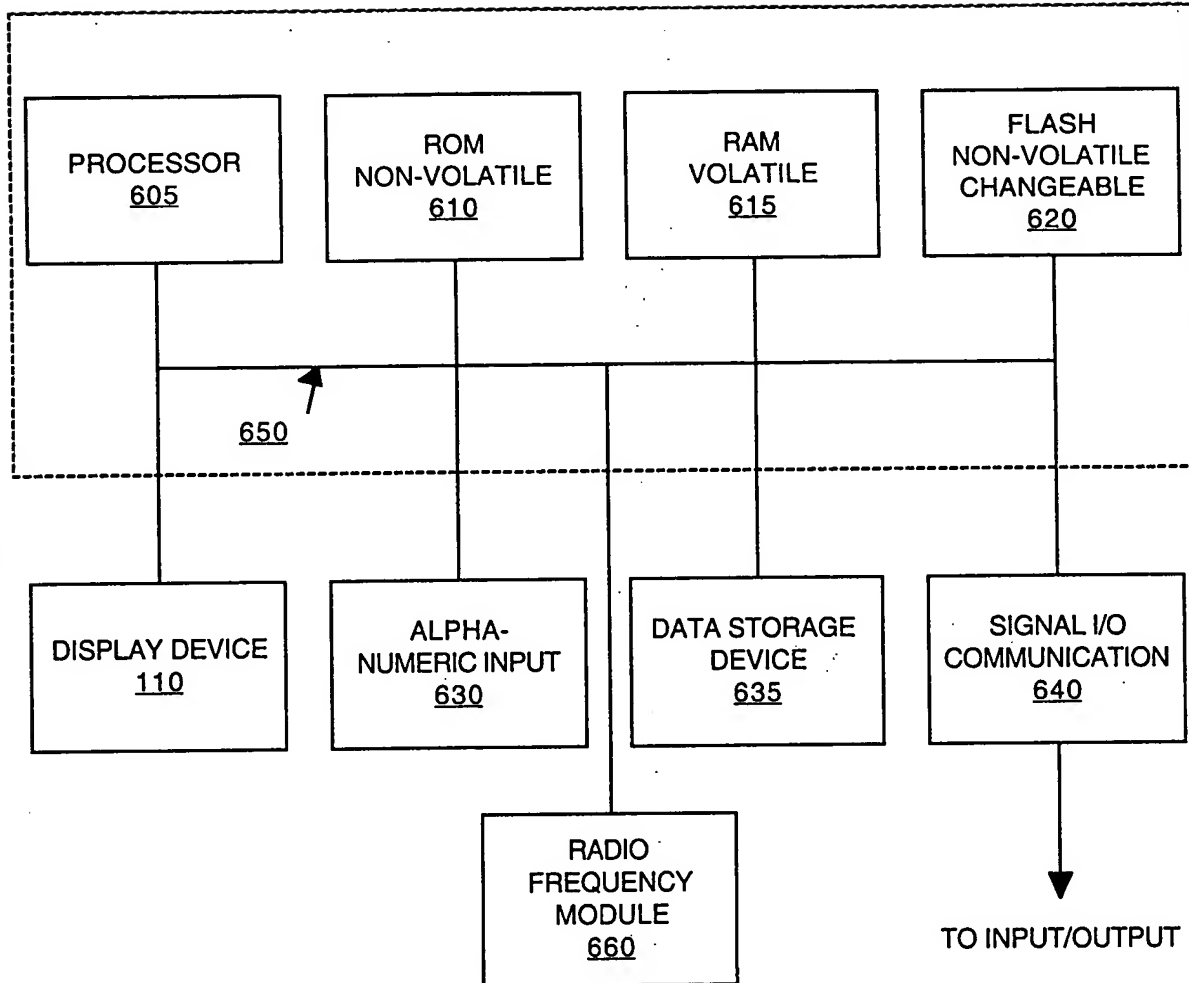 PROCESSOR
605
ROM
NON-VOLATILE
610
RAM
VOLATILE
615
FLASH
NON-VOLATILE
CHANGEABLE
620
650
DISPLAY DEVICE
110
ALPHA-
NUMERIC INPUT
630
DATA STORAGE
DEVICE
635
SIGNAL I/O
COMMUNICATION
640
RADIO
FREQUENCY
MODULE
660
TO INPUT/OUTPUT